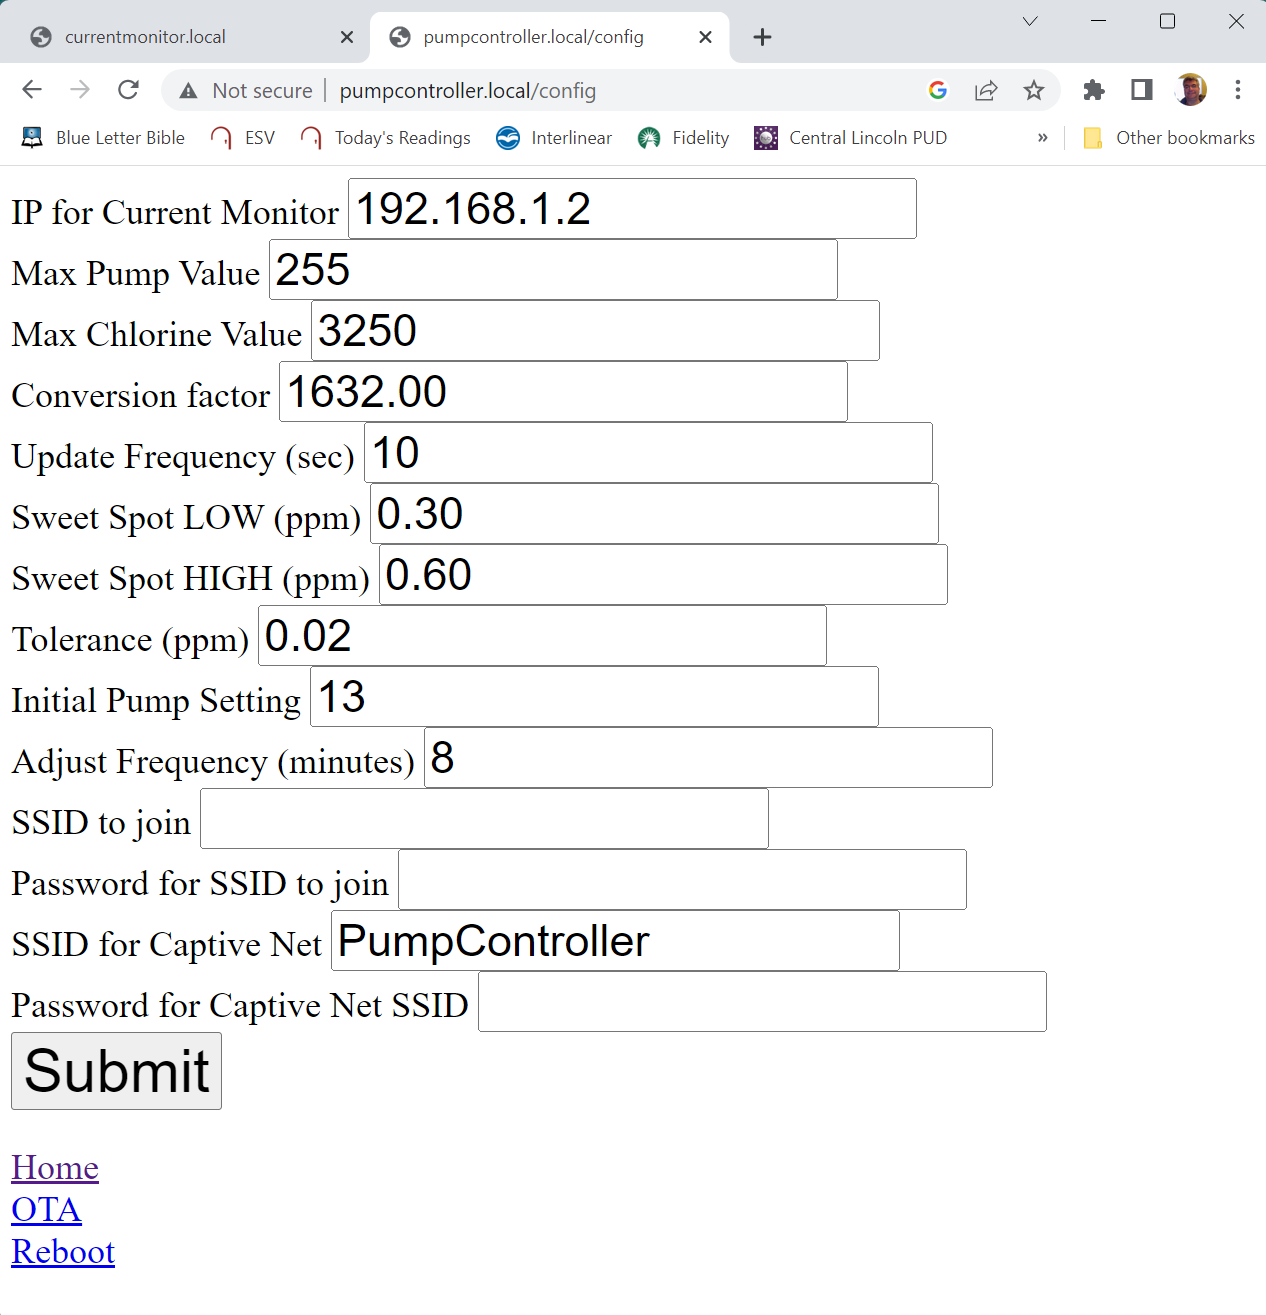 currentmonitor.local
pumpcontroller.local/config
Not secure | pumpcontroller.local/config
Blue Letter Bible ESV Today's Readings Interlinear Fidelity Central Lincoln PUD » Other bookmarks
IP for Current Monitor 192.168.1.2
Max Pump Value 255
Max Chlorine Value 3250
Conversion factor 1632.00
Update Frequency (sec) 10
Sweet Spot LOW (ppm) 0.30
Sweet Spot HIGH (ppm) 0.60
Tolerance (ppm) 0.02
Initial Pump Setting 13
Adjust Frequency (minutes) 8
SSID to join
Password for SSID to join
SSID for Captive Net PumpController
Password for Captive Net SSID
Submit
Home
OTA
Reboot